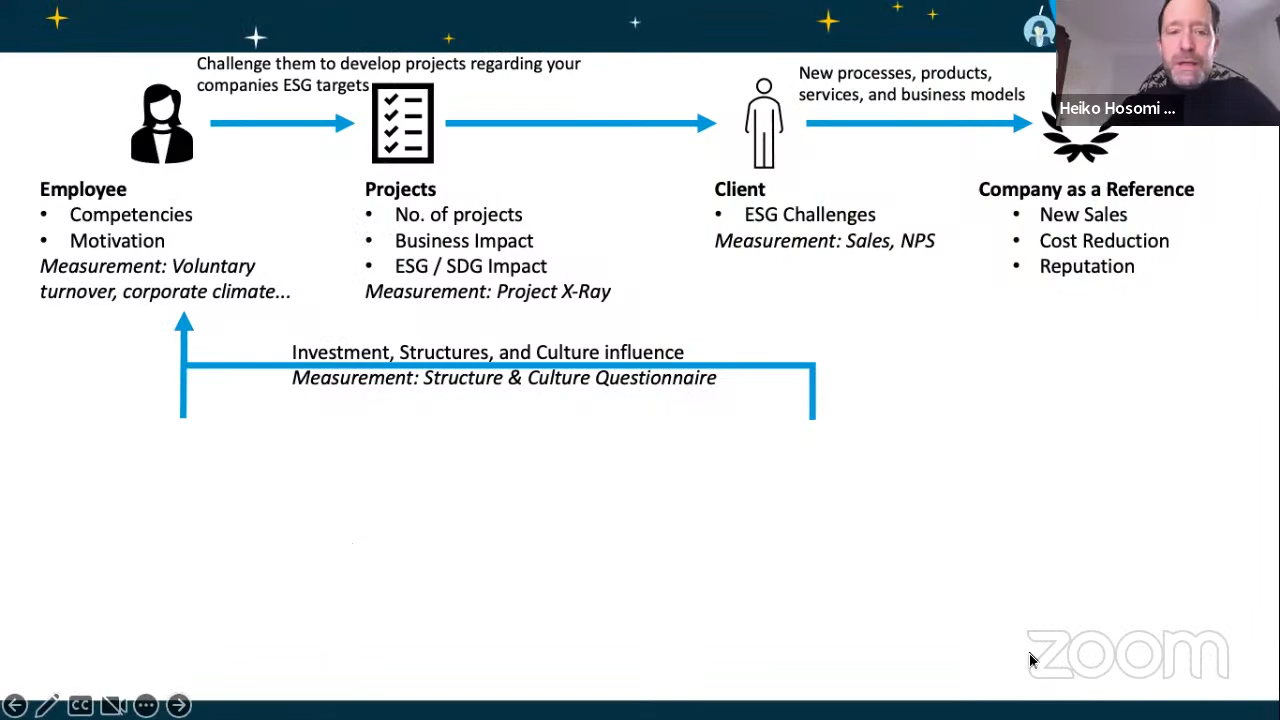 Challenge them to develop projects regarding your
companies ESG targets
New processes, products,
services, and business models
Heiko Hosomi ...
Employee
• Competencies
• Motivation
Measurement: Voluntary
turnover, corporate climate...
Projects
• No. of projects
• Business Impact
• ESG / SDG Impact
Measurement: Project X-Ray
Client
• ESG Challenges
Measurement: Sales, NPS
Company as a Reference
• New Sales
• Cost Reduction
• Reputation
Investment, Structures, and Culture influence
Measurement: Structure & Culture Questionnaire
zoom
CC